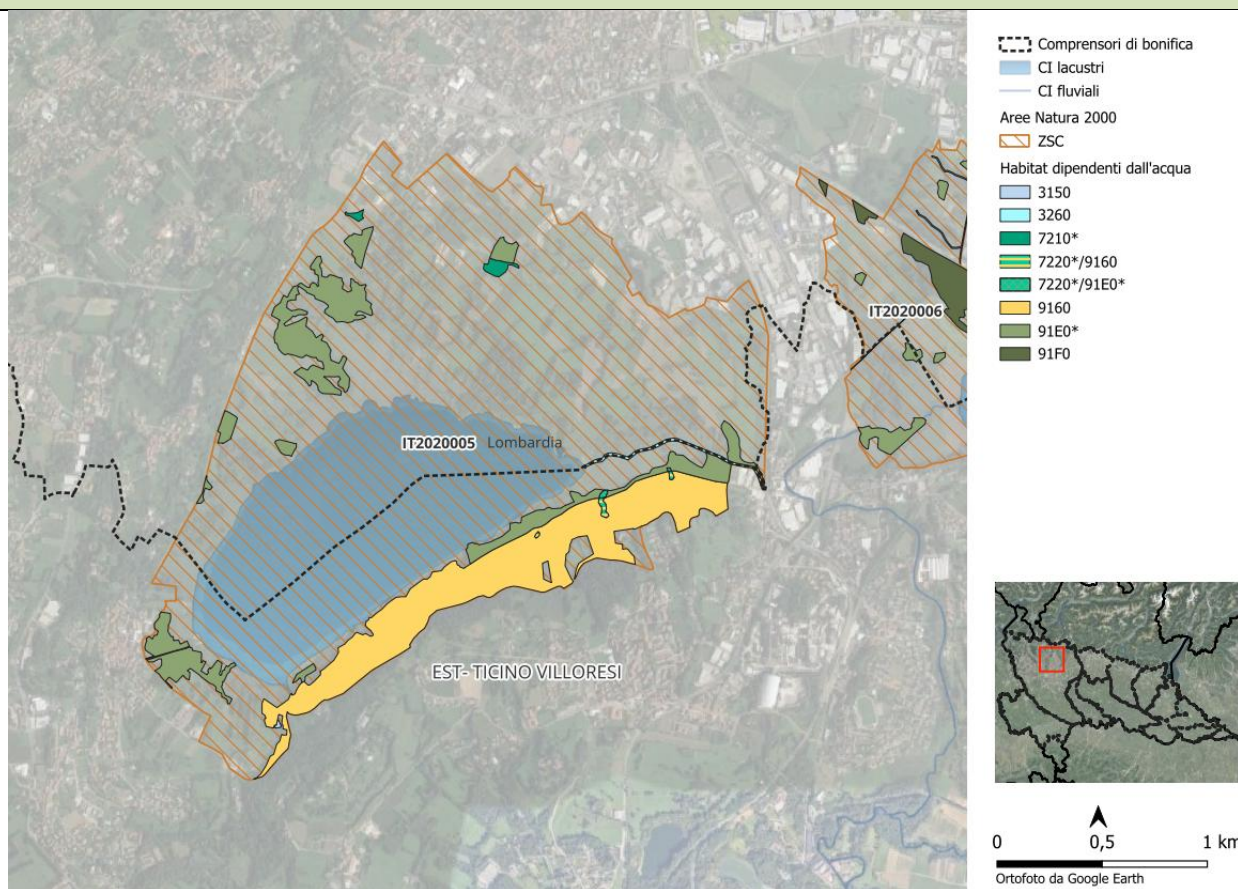 Comprensori di bonifica
CI lacustri
CI fluviali
Aree Natura 2000
ZSC
Habitat dipendenti dall'acqua
3150
3260
7210*
7220*/9160
7220*/91E0*
9160
91E0*
91F0
IT2020006
IT2020005 Lombardia
EST- TICINO VILLORESI
0 0,5 1 km
Ortofoto da Google Earth